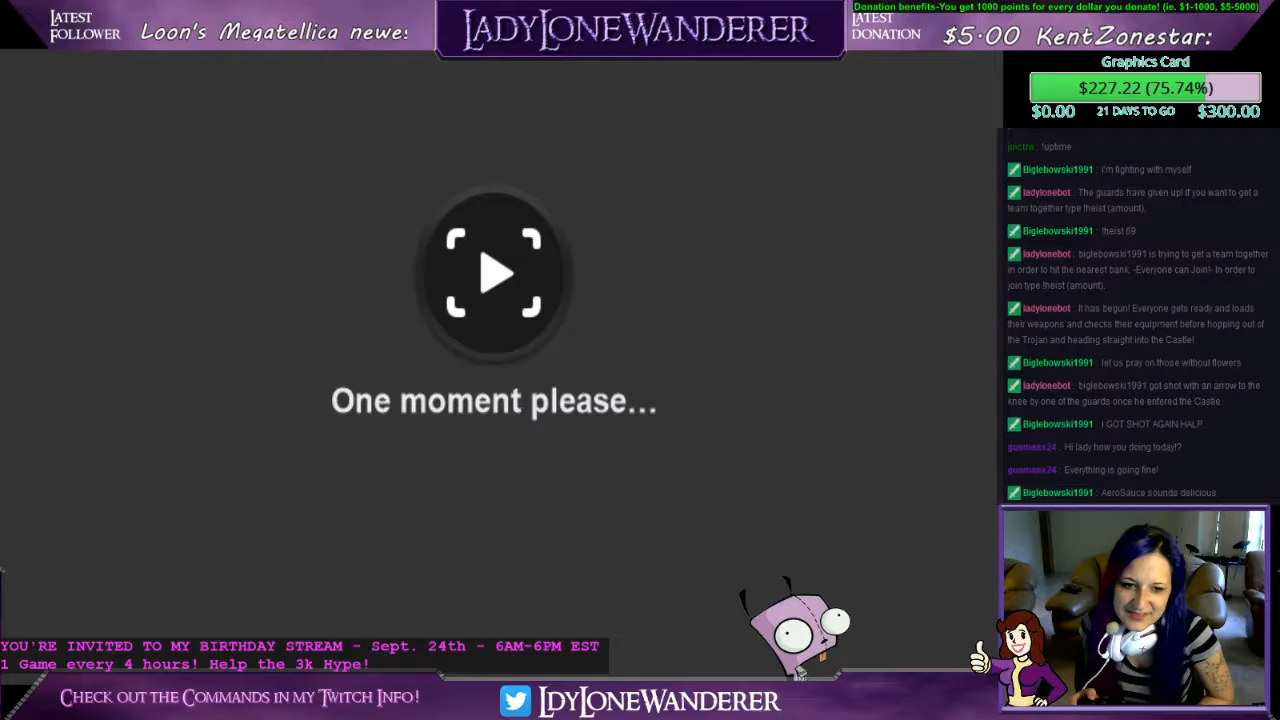 LATEST
FOLLOWER
Loon's Megatellica newe:
LADYLONEWANDERER
Donation benefits-You get 1000 points for every dollar you donate! (ie. $1-1000, $5-5000)
LATEST
DONATION
$5.00 KentZonestar:
Graphics Card
$227.22 (75.74%)
$0.00 21 DAYS TO GO $300.00
juictra : !uptime
Biglebowski1991 : I'm fighting with myself
ladylonebot : The guards have given up! if you want to get a
team together type !heist (amount).
Biglebowski1991 : !heist 69
ladylonebot : biglebowski1991 is trying to get a team together
in order to hit the nearest bank. -Everyone can Join!- In order to
join type !heist (amount).
ladylonebot : It has begun! Everyone gets ready and loads
their weapons and checks their equipment before hopping out of
the Trojan and heading straight into the Castle!
Biglebowski1991 : let us pray on those without flowers
ladylonebot : biglebowski1991 got shot with an arrow to the
knee by one of the guards once he entered the Castle.
Biglebowski1991 : I GOT SHOT AGAIN HALP
guamanx24 : Hi lady how you doing today!?
guamanx24 : Everything is going fine!
Biglebowski1991 : AeroSauce sounds delicious
One moment please...
YOU'RE INVITED TO MY BIRTHDAY STREAM - Sept. 24th - 6AM-6PM EST
1 Game every 4 hours! Help the 3k Hype!
CHECK OUT THE COMMANDS IN MY TWITCH INFO!
LDYLONEWANDERER